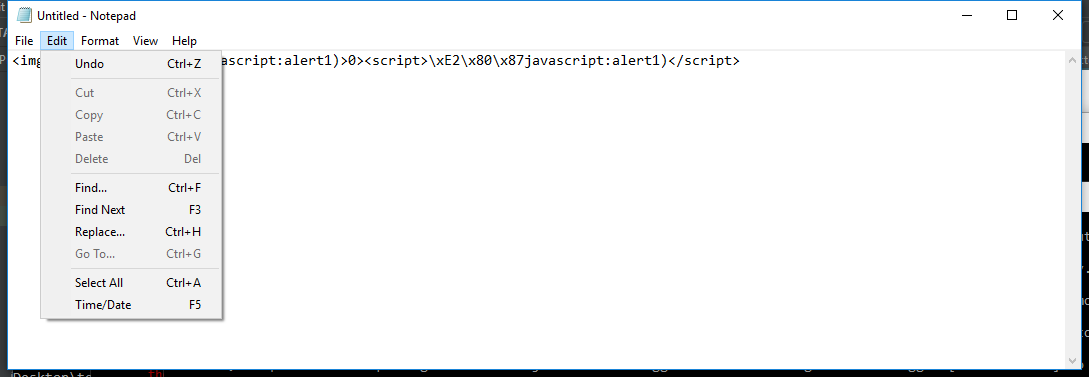 Untitled - Notepad
File Edit Format View Help
<img ascript:alert1)>0><script>\xE2\x80\x87javascript:alert1)</script>
Undo Ctrl+Z
Cut Ctrl+X
Copy Ctrl+C
Paste Ctrl+V
Delete Del
Find... Ctrl+F
Find Next F3
Replace... Ctrl+H
Go To... Ctrl+G
Select All Ctrl+A
Time/Date F5